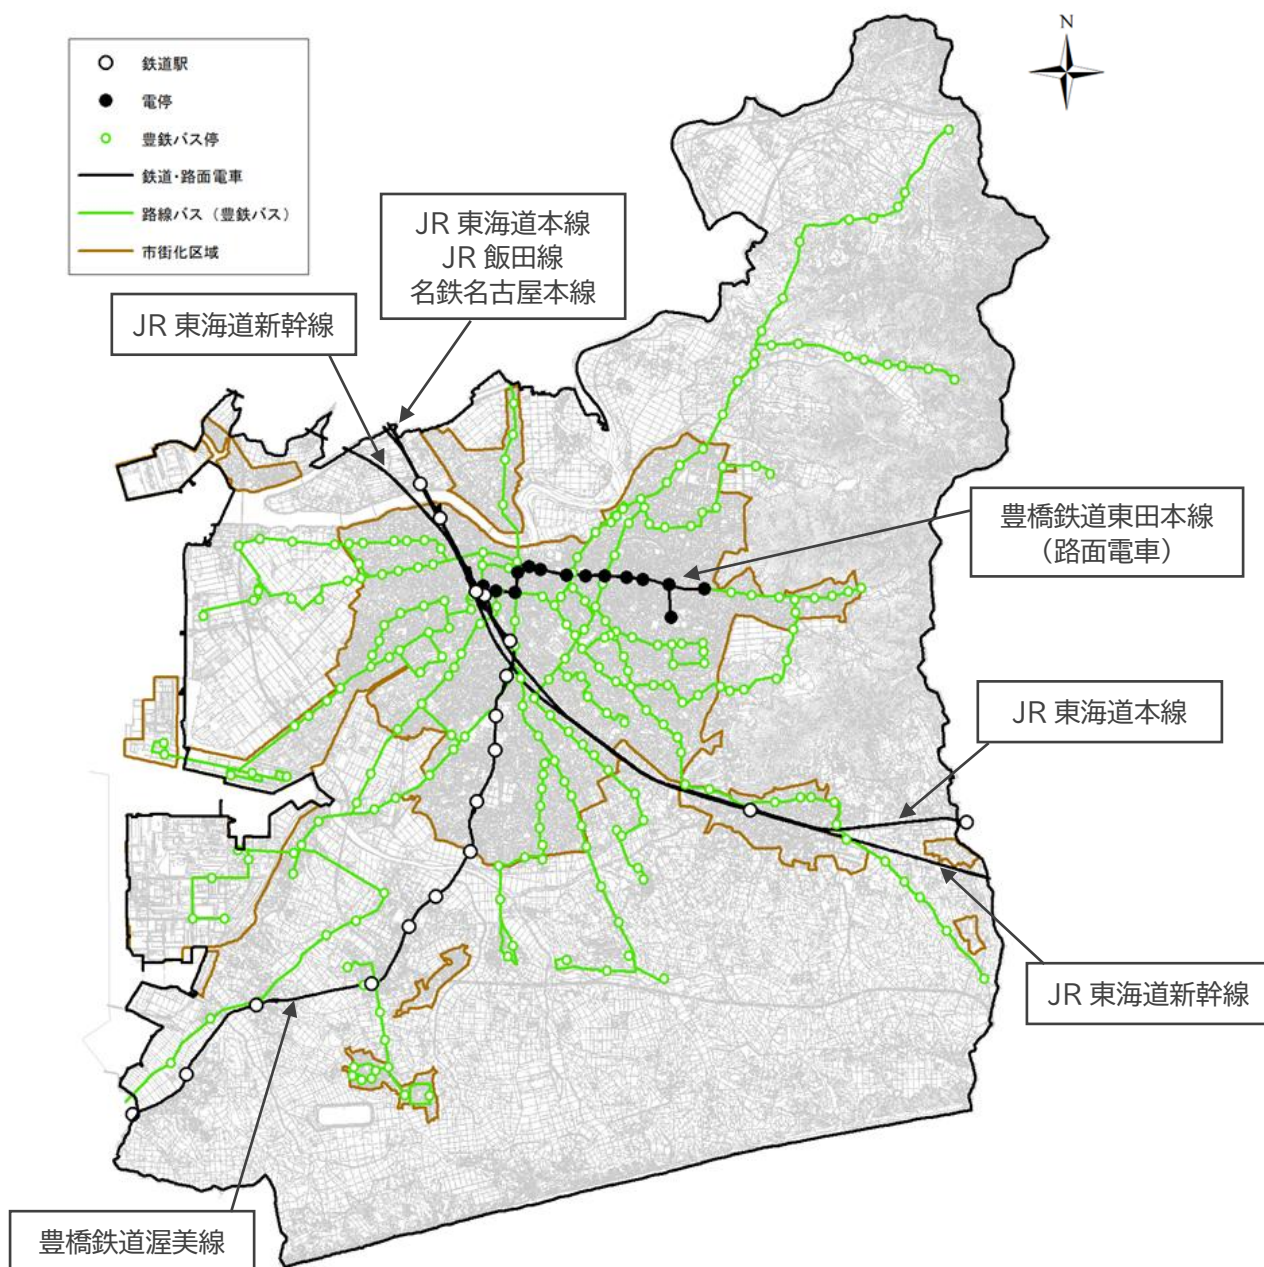 N
鉄道駅
電停
豊鉄バス停
鉄道・路面電車
路線バス（豊鉄バス）
市街化区域
JR 東海道本線
JR 飯田線
名鉄名古屋本線
JR 東海道新幹線
豊橋鉄道東田本線
（路面電車）
JR 東海道本線
JR 東海道新幹線
豊橋鉄道渥美線